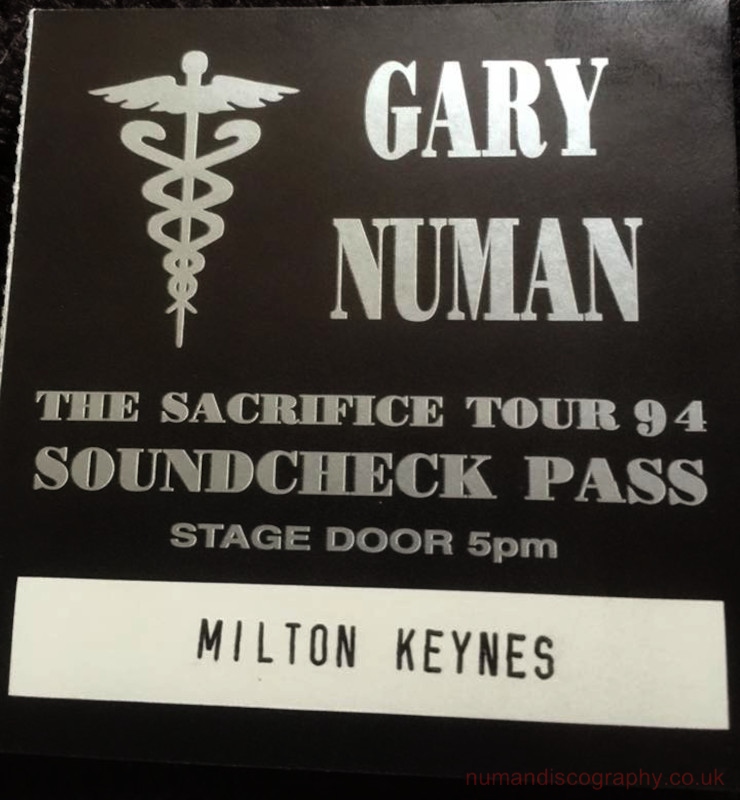 GARY
NUMAN
THE SACRIFICE TOUR 94
SOUNDCHECK PASS
STAGE DOOR 5pm
MILTON KEYNES
numandiscography.co.uk